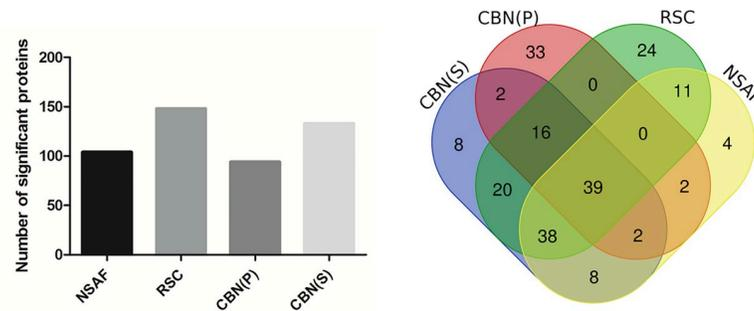 Number of significant proteins
200
150
100
50
0
NSAF
RSC
CBN(P)
CBN(S)
CBN(P)
RSC
CBN(S)
NSA
33
24
2
0
11
8
16
0
4
20
39
2
38
2
8